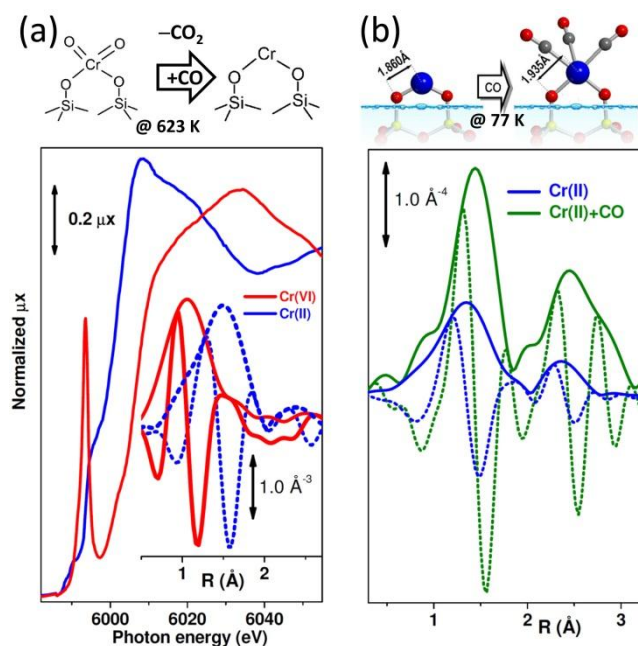 (a)
−CO₂
+CO
@ 623 K
O
O
Cr
O
O
Si
Si
Cr
O
O
Si
Si
(b)
1.860Å
CO
1.935Å
@ 77 K
Normalized μx
0.2 μx
Cr(VI)
Cr(II)
1.0 Å⁻³
1 2
R (Å)
6000 6020 6040
Photon energy (eV)
1.0 Å⁻⁴
Cr(II)
Cr(II)+CO
1 2 3
R (Å)